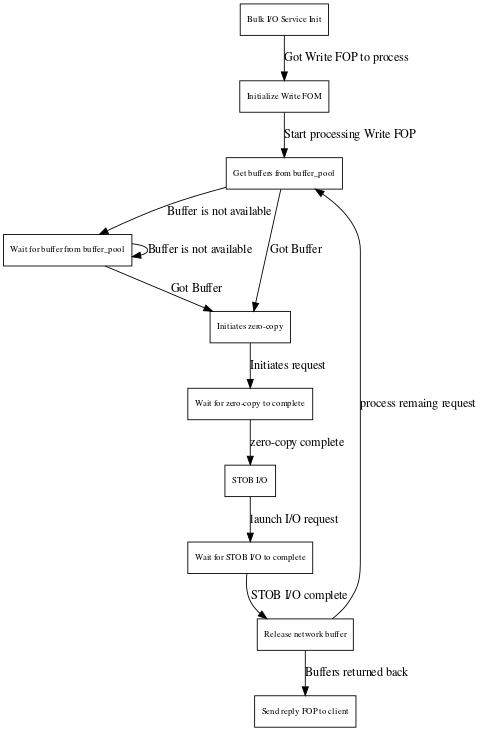 Bulk I/O Service Init
Got Write FOP to process
Initialize Write FOM
Start processing Write FOP
Get buffers from buffer_pool
Buffer is not available
Wait for buffer from buffer_pool
Buffer is not available
Got Buffer
Got Buffer
Initiates zero-copy
Initiates request
Wait for zero-copy to complete
process remaing request
zero-copy complete
STOB I/O
launch I/O request
Wait for STOB I/O to complete
STOB I/O complete
Release network buffer
Buffers returned back
Send reply FOP to client